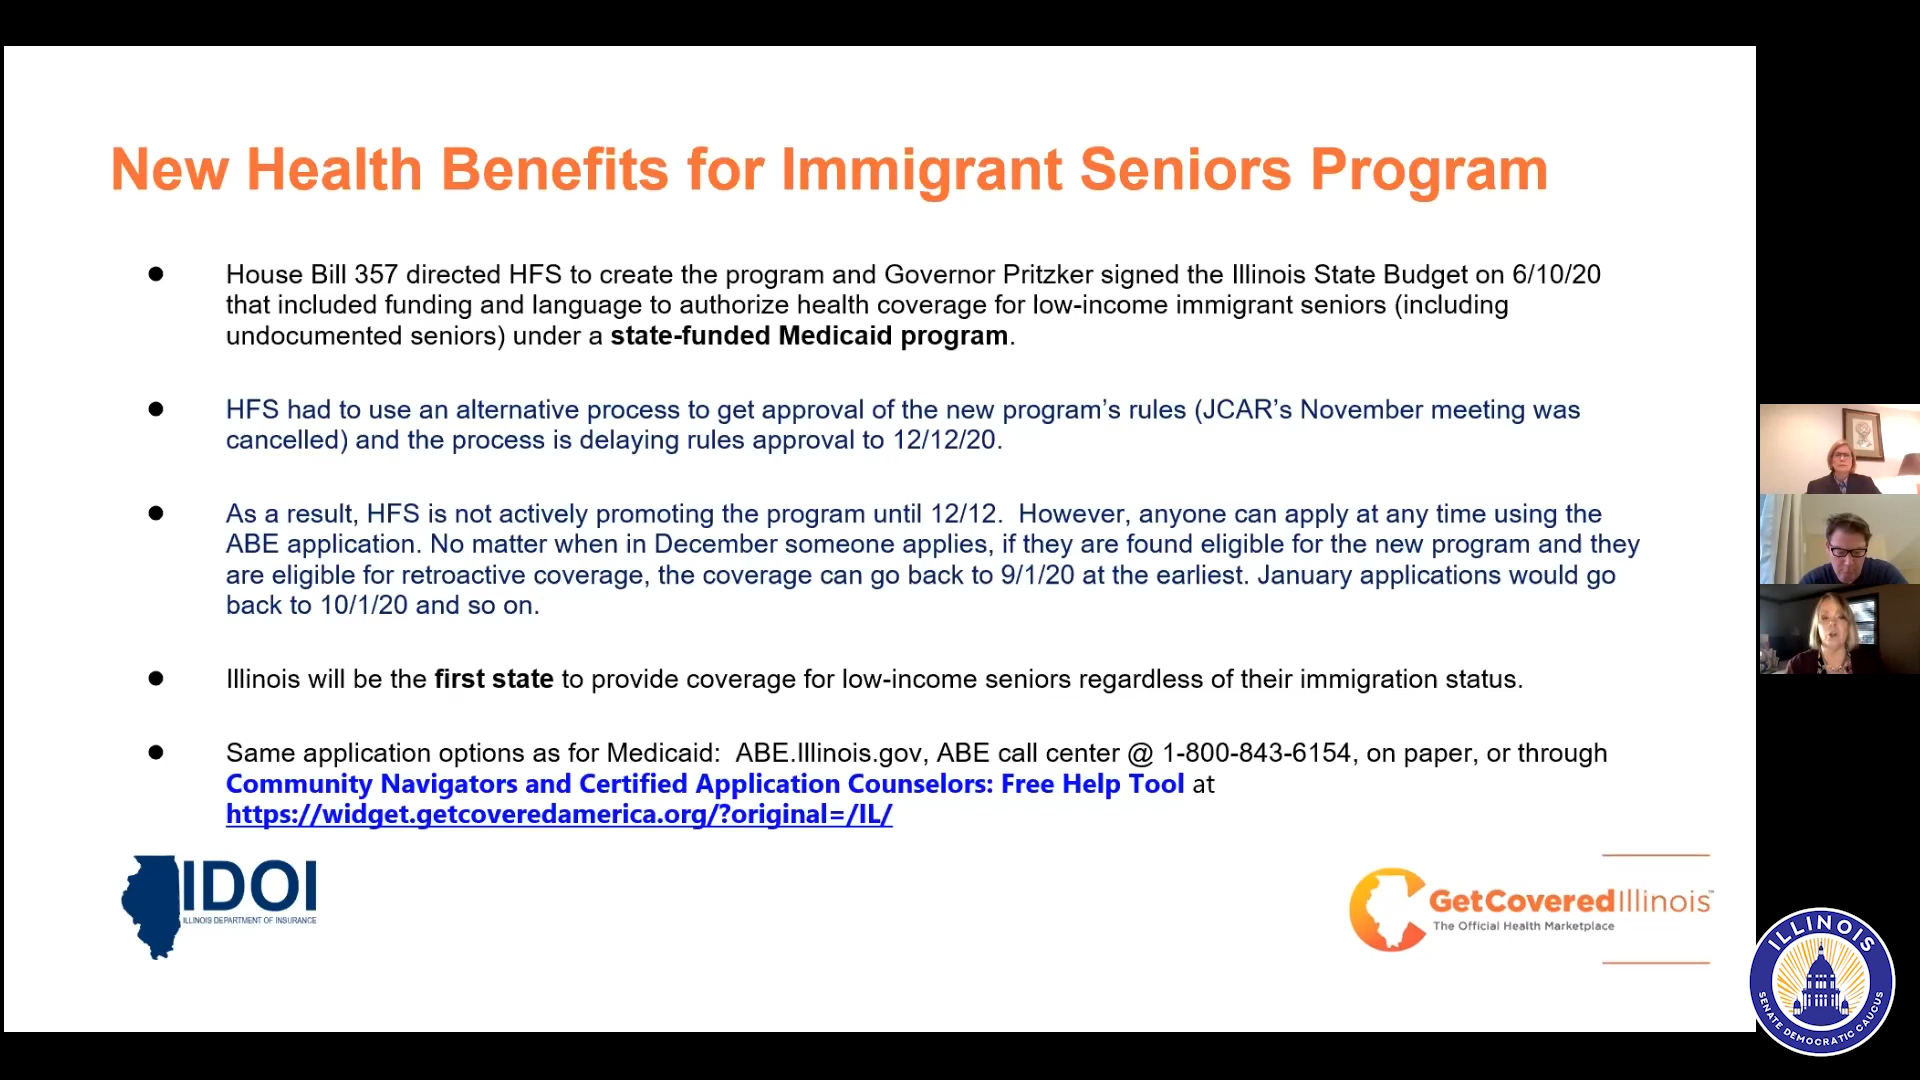 New Health Benefits for Immigrant Seniors Program
● House Bill 357 directed HFS to create the program and Governor Pritzker signed the Illinois State Budget on 6/10/20
that included funding and language to authorize health coverage for low-income immigrant seniors (including
undocumented seniors) under a state-funded Medicaid program.
● HFS had to use an alternative process to get approval of the new program’s rules (JCAR’s November meeting was
cancelled) and the process is delaying rules approval to 12/12/20.
● As a result, HFS is not actively promoting the program until 12/12.  However, anyone can apply at any time using the
ABE application. No matter when in December someone applies, if they are found eligible for the new program and they
are eligible for retroactive coverage, the coverage can go back to 9/1/20 at the earliest. January applications would go
back to 10/1/20 and so on.
● Illinois will be the first state to provide coverage for low-income seniors regardless of their immigration status.
● Same application options as for Medicaid:  ABE.Illinois.gov, ABE call center @ 1-800-843-6154, on paper, or through
Community Navigators and Certified Application Counselors: Free Help Tool at
https://widget.getcoveredamerica.org/?original=/IL/
IDOI
ILLINOIS DEPARTMENT OF INSURANCE
GetCoveredIllinois™
The Official Health Marketplace
ILLINOIS
SENATE DEMOCRATIC CAUCUS